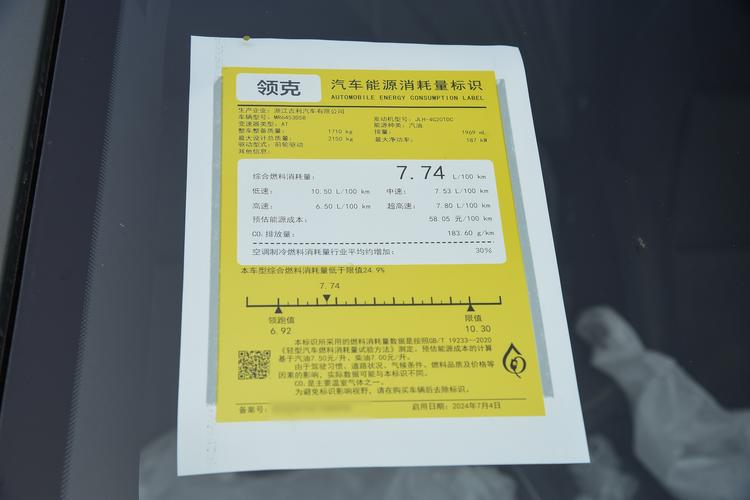 领克 汽车能源消耗量标识
AUTOMOBILE ENERGY CONSUMPTION LABEL
生产企业: 浙江吉利汽车有限公司
车辆型号: MR6453D08 发动机型号: JLH-4G20TDC
变速器类型: AT 能源种类: 汽油
整车整备质量: 1710 kg 排量: 1969 mL
最大设计总质量: 2150 kg 最大净功率: 187 kW
驱动型式: 前轮驱动
其他信息:
综合燃料消耗量: 7.74 L/100 km
低速: 10.50 L/100 km 中速: 7.53 L/100 km
高速: 6.50 L/100 km 超高速: 7.80 L/100 km
预估能源成本: 58.05 元/100 km
CO₂排放量: 183.60 g/km
空调制冷燃料消耗量行业平均约增加: 30%
本车型综合燃料消耗量低于限值24.9%
7.74
领跑值 限值
6.92 10.30
本标识所采用的燃料消耗量数据是按照GB/T 19233—2020
《轻型汽车燃料消耗量试验方法》测定。预估能源成本的计算
基于汽油7.50元/升,柴油7.00元/升。
由于驾驶习惯、道路状况、气候条件、燃料品质及价格等
因素的影响,实际数据可能与本标识不同。
CO₂是主要温室气体之一。
为避免标识影响视野,请在购买车辆后去除标识。
备案号: 启用日期: 2024年7月4日